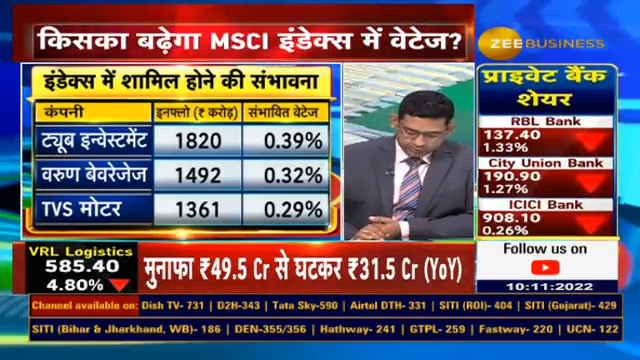 किसका बढ़ेगा MSCI इंडेक्स में वेटेज?
ZEE BUSINESS
इंडेक्स में शामिल होने की संभावना
कंपनी इनफ्लो (₹ करोड़) संभावित वेटेज
ट्यूब इन्वेस्टमेंट 1820 0.39%
वरुण बेवरेजेज 1492 0.32%
TVS मोटर 1361 0.29%
प्राइवेट बैंक
शेयर
RBL Bank
137.40
1.33%
City Union Bank
190.90
1.27%
ICICI Bank
908.10
0.26%
VRL Logistics
585.40
4.80%
मुनाफा ₹49.5 Cr से घटकर ₹31.5 Cr (YoY)
Follow us on
10:11:2022
Channel available on: Dish TV- 731 | D2H-343 | Tata Sky-590 | Airtel DTH- 331 | SITI (ROI)- 404 | SITI (Gujarat)- 429
SITI (Bihar & Jharkhand, WB)- 186 | DEN-355/356 | Hathway- 241 | GTPL- 259 | Fastway- 220 | UCN- 122